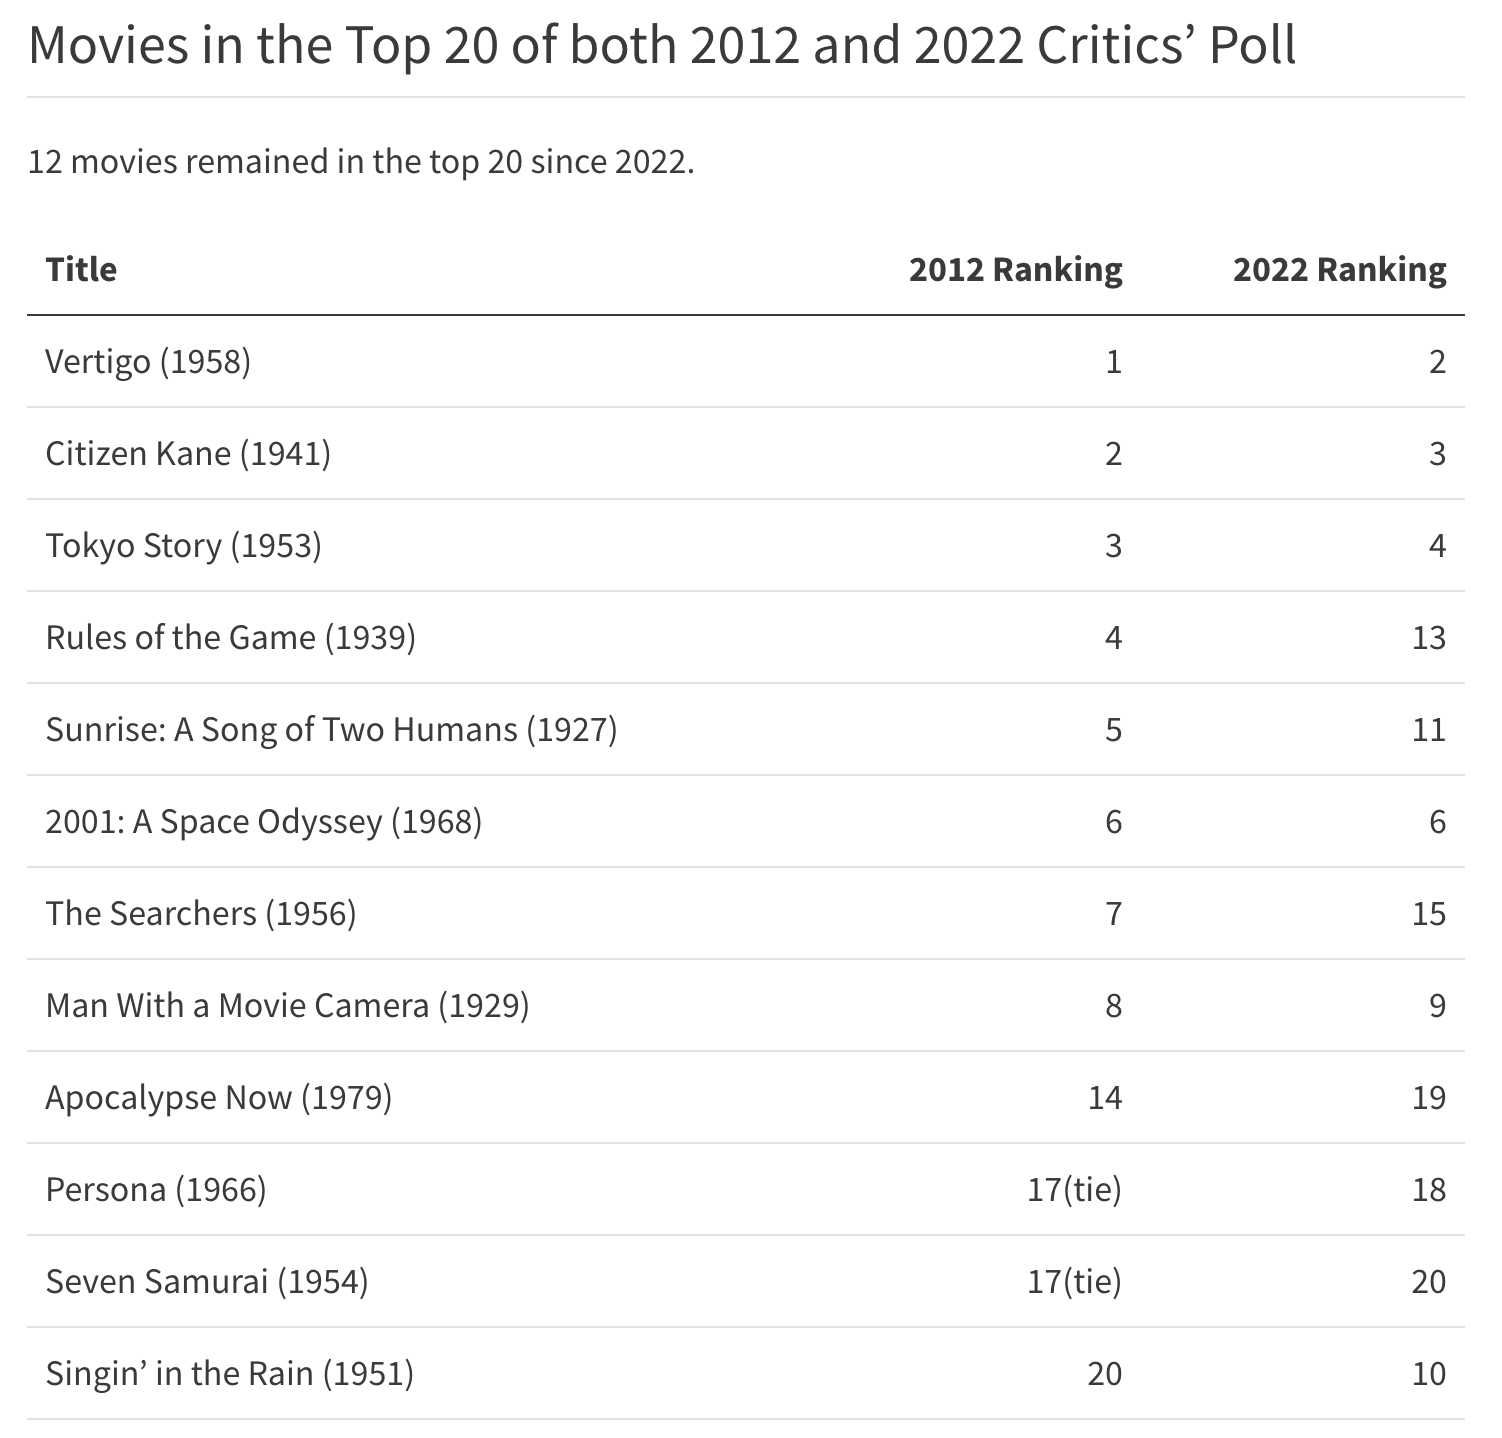 Movies in the Top 20 of both 2012 and 2022 Critics’ Poll
12 movies remained in the top 20 since 2022.
Title 2012 Ranking 2022 Ranking
Vertigo (1958) 1 2
Citizen Kane (1941) 2 3
Tokyo Story (1953) 3 4
Rules of the Game (1939) 4 13
Sunrise: A Song of Two Humans (1927) 5 11
2001: A Space Odyssey (1968) 6 6
The Searchers (1956) 7 15
Man With a Movie Camera (1929) 8 9
Apocalypse Now (1979) 14 19
Persona (1966) 17(tie) 18
Seven Samurai (1954) 17(tie) 20
Singin’ in the Rain (1951) 20 10